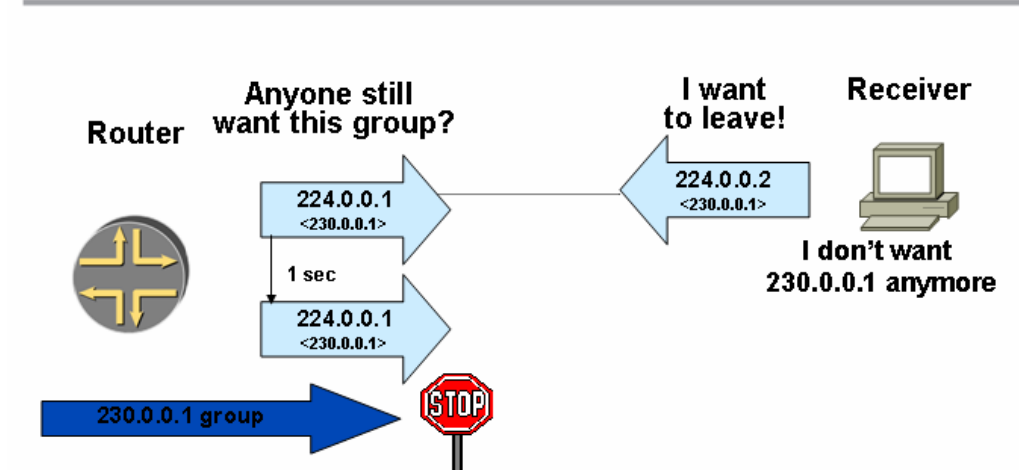 Anyone still
want this group?
I want
to leave!
Receiver
Router
224.0.0.1
<230.0.0.1>
224.0.0.2
<230.0.0.1>
I don't want
230.0.0.1 anymore
1 sec
224.0.0.1
<230.0.0.1>
230.0.0.1 group
STOP